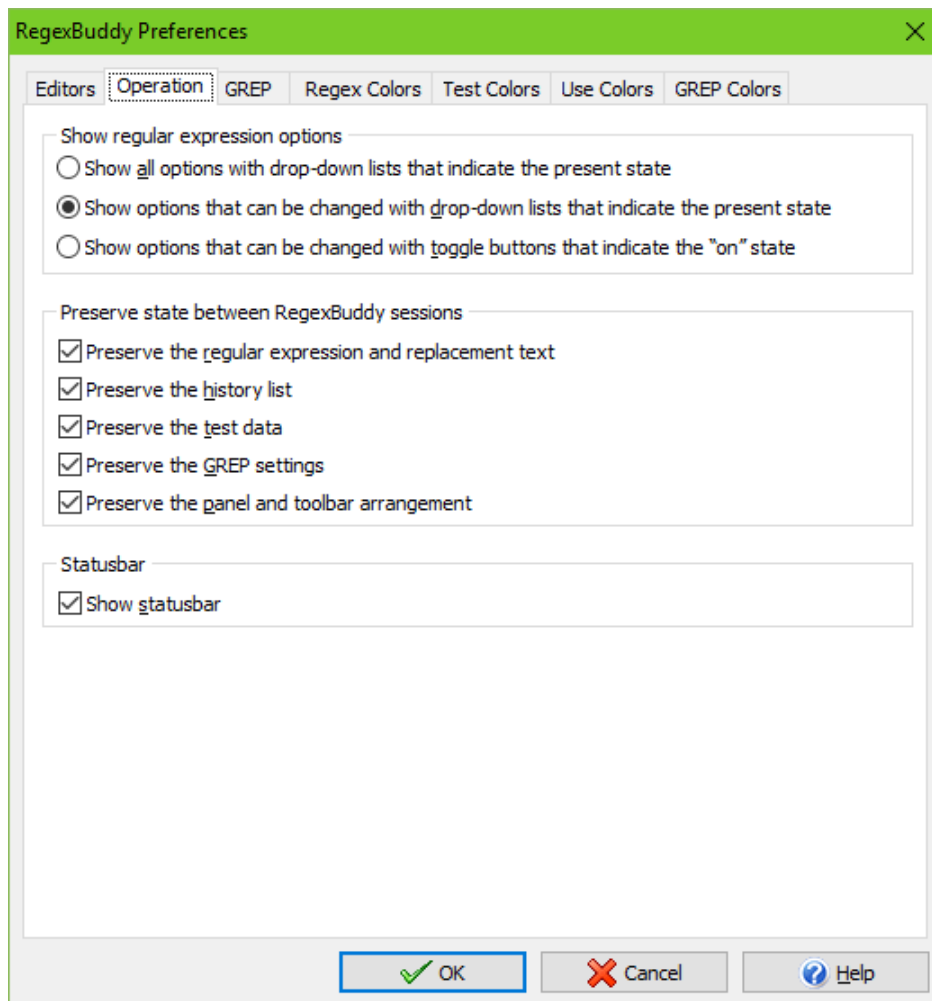 RegexBuddy Preferences
Editors Operation GREP Regex Colors Test Colors Use Colors GREP Colors
Show regular expression options
Show all options with drop-down lists that indicate the present state
Show options that can be changed with drop-down lists that indicate the present state
Show options that can be changed with toggle buttons that indicate the “on” state
Preserve state between RegexBuddy sessions
Preserve the regular expression and replacement text
Preserve the history list
Preserve the test data
Preserve the GREP settings
Preserve the panel and toolbar arrangement
Statusbar
Show statusbar
OK Cancel Help